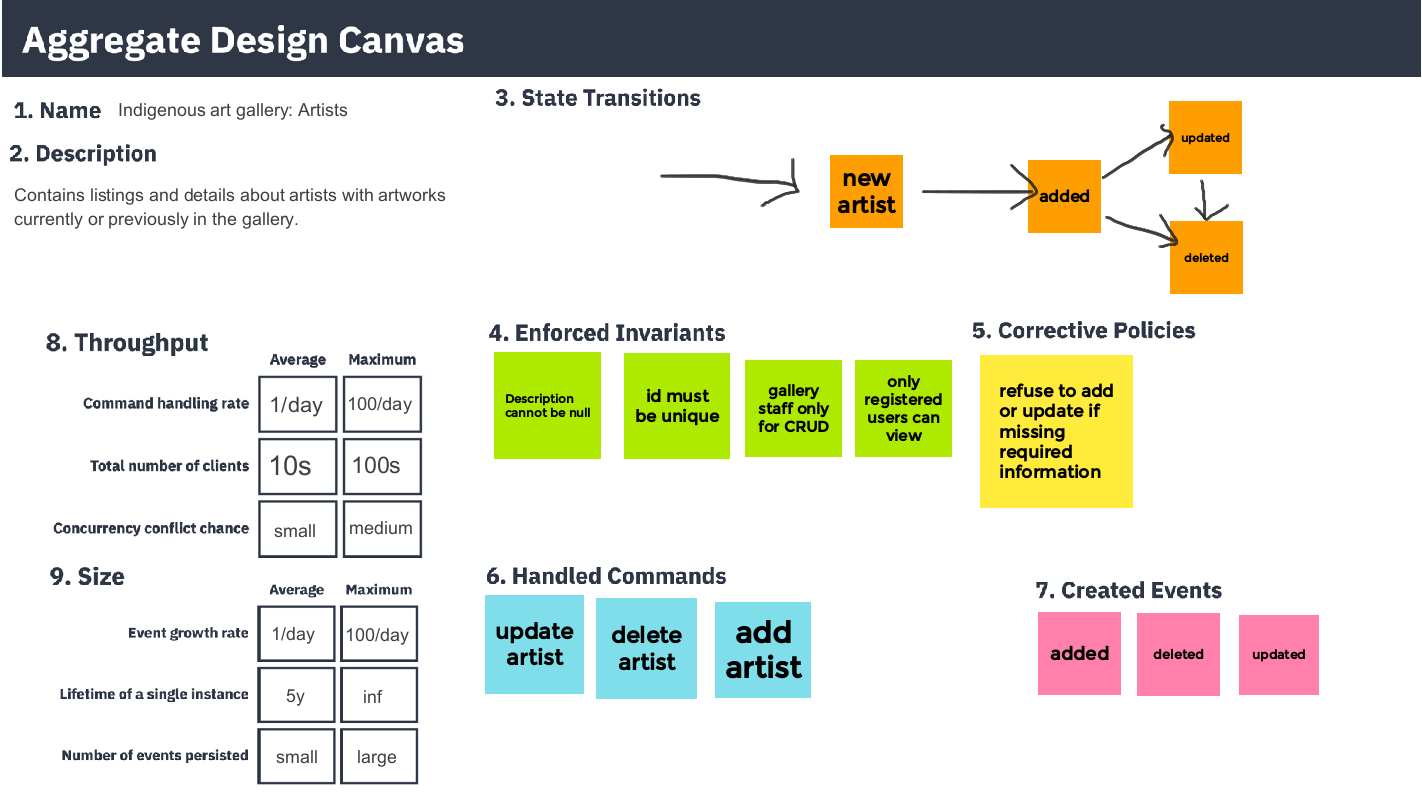 Aggregate Design Canvas
1. Name
Indigenous art gallery: Artists
2. Description
Contains listings and details about artists with artworks
currently or previously in the gallery.
3. State Transitions
new
artist
added
updated
deleted
8. Throughput
Average
Maximum
Command handling rate
1/day
100/day
Total number of clients
10s
100s
Concurrency conflict chance
small
medium
4. Enforced Invariants
Description
cannot be null
id must
be unique
gallery
staff only
for CRUD
only
registered
users can
view
5. Corrective Policies
refuse to add
or update if
missing
required
information
9. Size
Average
Maximum
Event growth rate
1/day
100/day
Lifetime of a single instance
5y
inf
Number of events persisted
small
large
6. Handled Commands
update
artist
delete
artist
add
artist
7. Created Events
added
deleted
updated